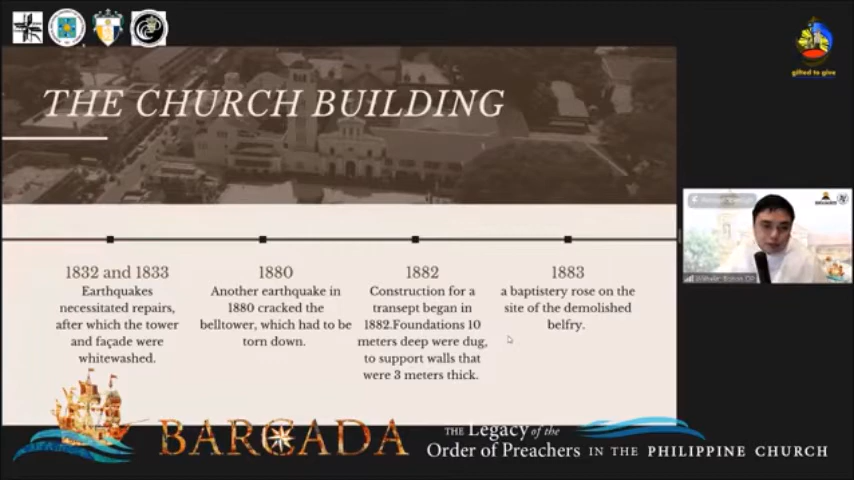 gifted to give
THE CHURCH BUILDING
1832 and 1833
Earthquakes
necessitated repairs,
after which the tower
and façade were
whitewashed.
1880
Another earthquake in
1880 cracked the
belltower, which had to be
torn down.
1882
Construction for a
transept began in
1882.Foundations 10
meters deep were dug,
to support walls that
were 3 meters thick.
1883
a baptistery rose on the
site of the demolished
belfry.
BARCADA
THE Legacy of the
Order of Preachers IN THE PHILIPPINE CHURCH